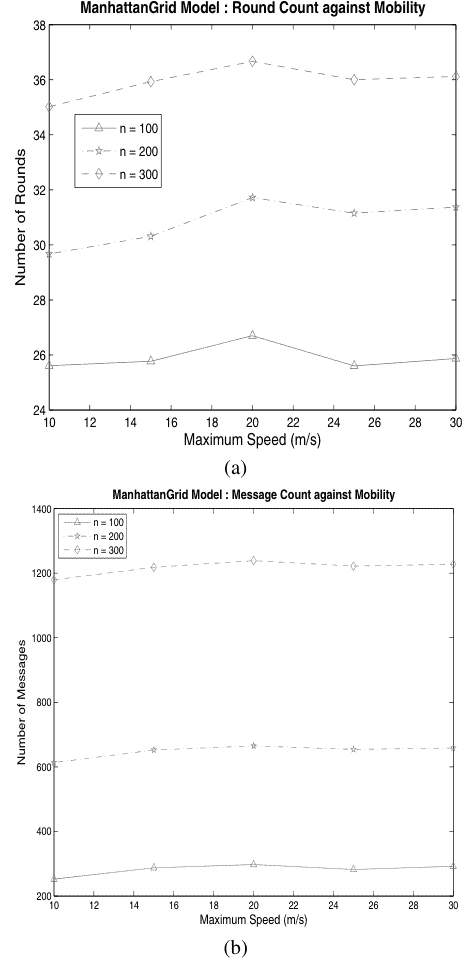 ManhattanGrid Model : Round Count against Mobility
38
36
34
32
30
28
26
24
n = 100
n = 200
n = 300
Number of Rounds
10 12 14 16 18 20 22 24 26 28 30
Maximum Speed (m/s)
(a)
ManhattanGrid Model : Message Count against Mobility
1400
1200
1000
800
600
400
200
n = 100
n = 200
n = 300
Number of Messages
10 12 14 16 18 20 22 24 26 28 30
Maximum Speed (m/s)
(b)